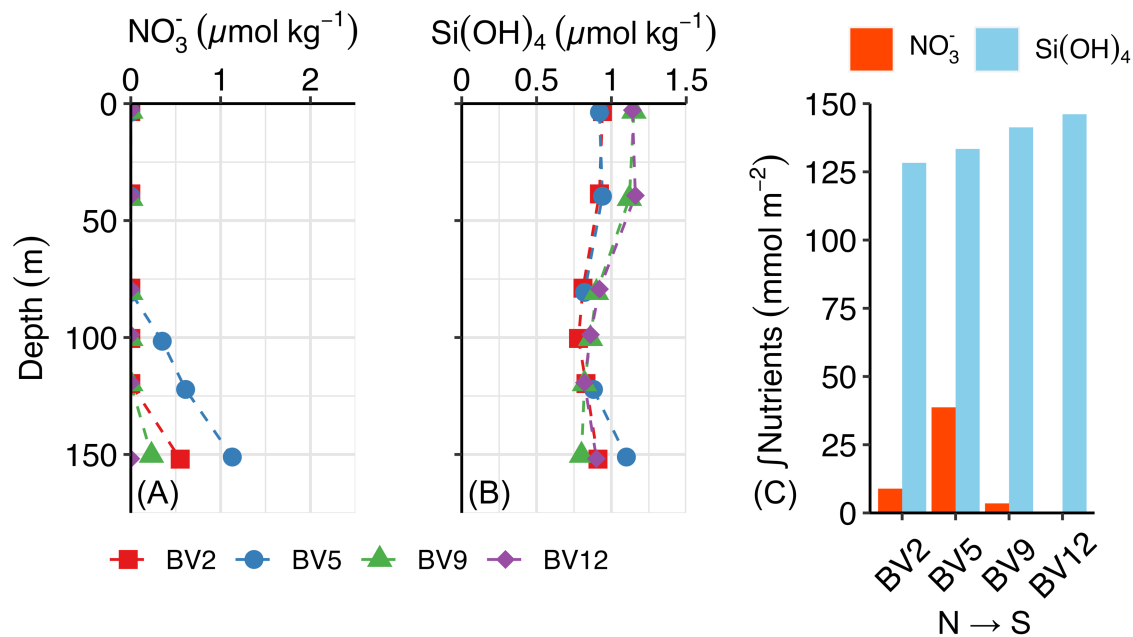 NO₃⁻ (µmol kg⁻¹)
0 1 2
Depth (m)
0
50
100
150
(A)
Si(OH)₄ (µmol kg⁻¹)
0 0.5 1 1.5
(B)
BV2 BV5 BV9 BV12
NO₃⁻ Si(OH)₄
∫Nutrients (mmol m⁻²)
150
125
100
75
50
25
0
(C)
BV2 BV5 BV9 BV12
N → S